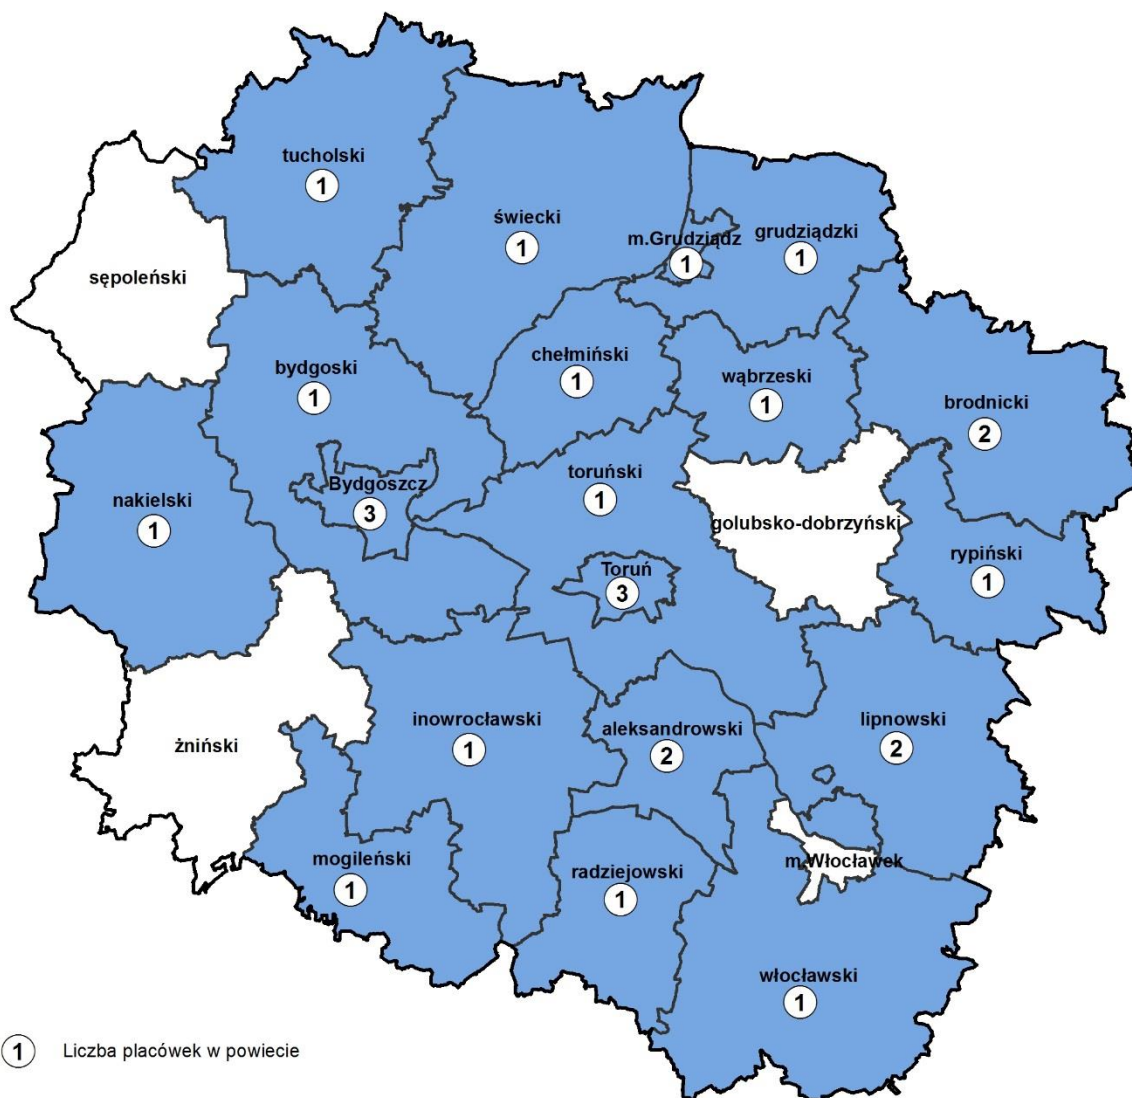 tucholski
1
świecki
1
m.Grudziądz
1
grudziądzki
1
sępoleński
bydgoski
1
chełmiński
1
wąbrzeski
1
brodnicki
2
nakielski
1
Bydgoszcz
3
toruński
1
golubsko-dobrzyński
rypiński
1
Toruń
3
żniński
inowrocławski
1
aleksandrowski
2
lipnowski
2
mogileński
1
radziejowski
1
m.Włocławek
włocławski
1
1 Liczba placówek w powiecie